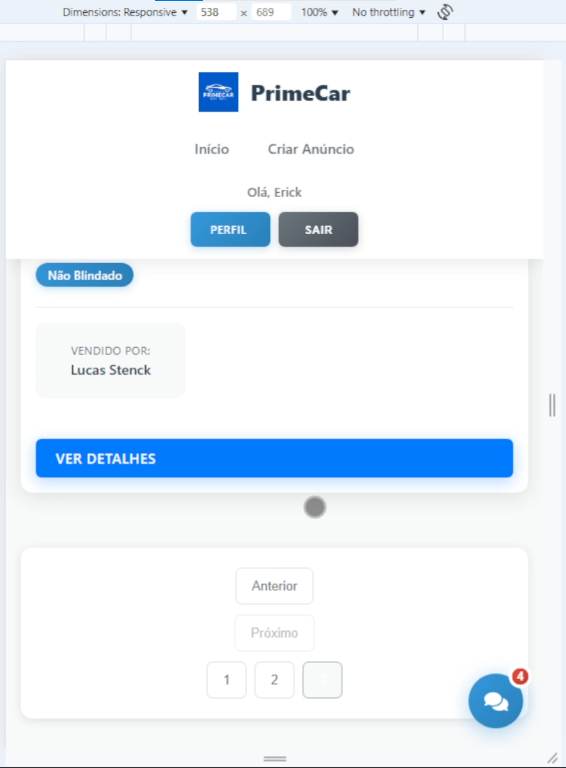 Dimensions: Responsive ▼ 538 x 689 100% ▼ No throttling ▼
PRIMECAR
PrimeCar
Início Criar Anúncio
Olá, Erick
PERFIL SAIR
Não Blindado
VENDIDO POR:
Lucas Stenck
VER DETALHES
Anterior
Próximo
1 2
4